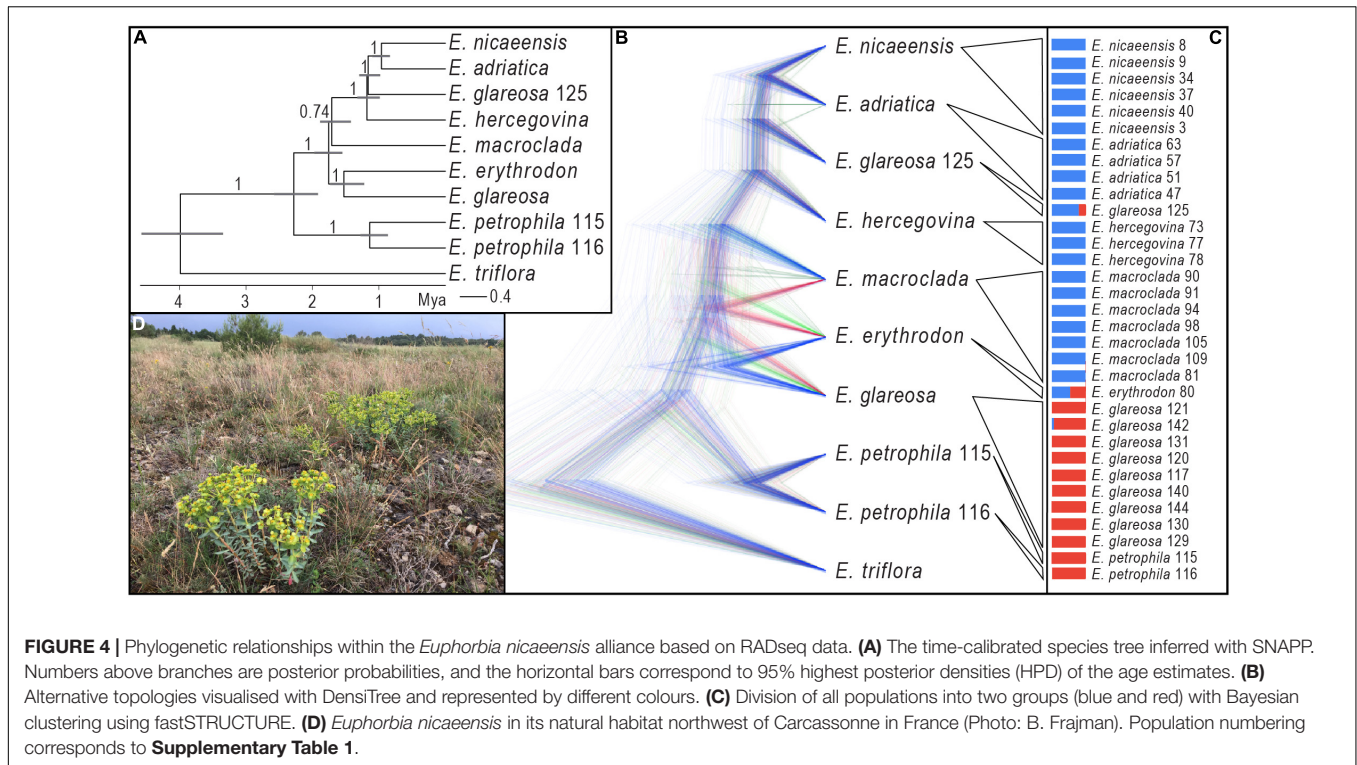 A
B
C
E. nicaeensis
E. adriatica
E. glareosa 125
E. hercegovina
E. macroclada
E. erythrodon
E. glareosa
E. petrophila 115
E. petrophila 116
E. triflora
1
1
1
1
0.74
1
1
1
1
4
3
2
1
Mya
0.4
D
E. nicaeensis
E. adriatica
E. glareosa 125
E. hercegovina
E. macroclada
E. erythrodon
E. glareosa
E. petrophila 115
E. petrophila 116
E. triflora
E. nicaeensis 8
E. nicaeensis 9
E. nicaeensis 34
E. nicaeensis 37
E. nicaeensis 40
E. nicaeensis 3
E. adriatica 63
E. adriatica 57
E. adriatica 51
E. adriatica 47
E. glareosa 125
E. hercegovina 73
E. hercegovina 77
E. hercegovina 78
E. macroclada 90
E. macroclada 91
E. macroclada 94
E. macroclada 98
E. macroclada 105
E. macroclada 109
E. macroclada 81
E. erythrodon 80
E. glareosa 121
E. glareosa 142
E. glareosa 131
E. glareosa 120
E. glareosa 117
E. glareosa 140
E. glareosa 144
E. glareosa 130
E. glareosa 129
E. petrophila 115
E. petrophila 116
FIGURE 4 | Phylogenetic relationships within the Euphorbia nicaeensis alliance based on RADseq data. (A) The time-calibrated species tree inferred with SNAPP.
Numbers above branches are posterior probabilities, and the horizontal bars correspond to 95% highest posterior densities (HPD) of the age estimates. (B)
Alternative topologies visualised with DensiTree and represented by different colours. (C) Division of all populations into two groups (blue and red) with Bayesian
clustering using fastSTRUCTURE. (D) Euphorbia nicaeensis in its natural habitat northwest of Carcassonne in France (Photo: B. Frajman). Population numbering
corresponds to Supplementary Table 1.